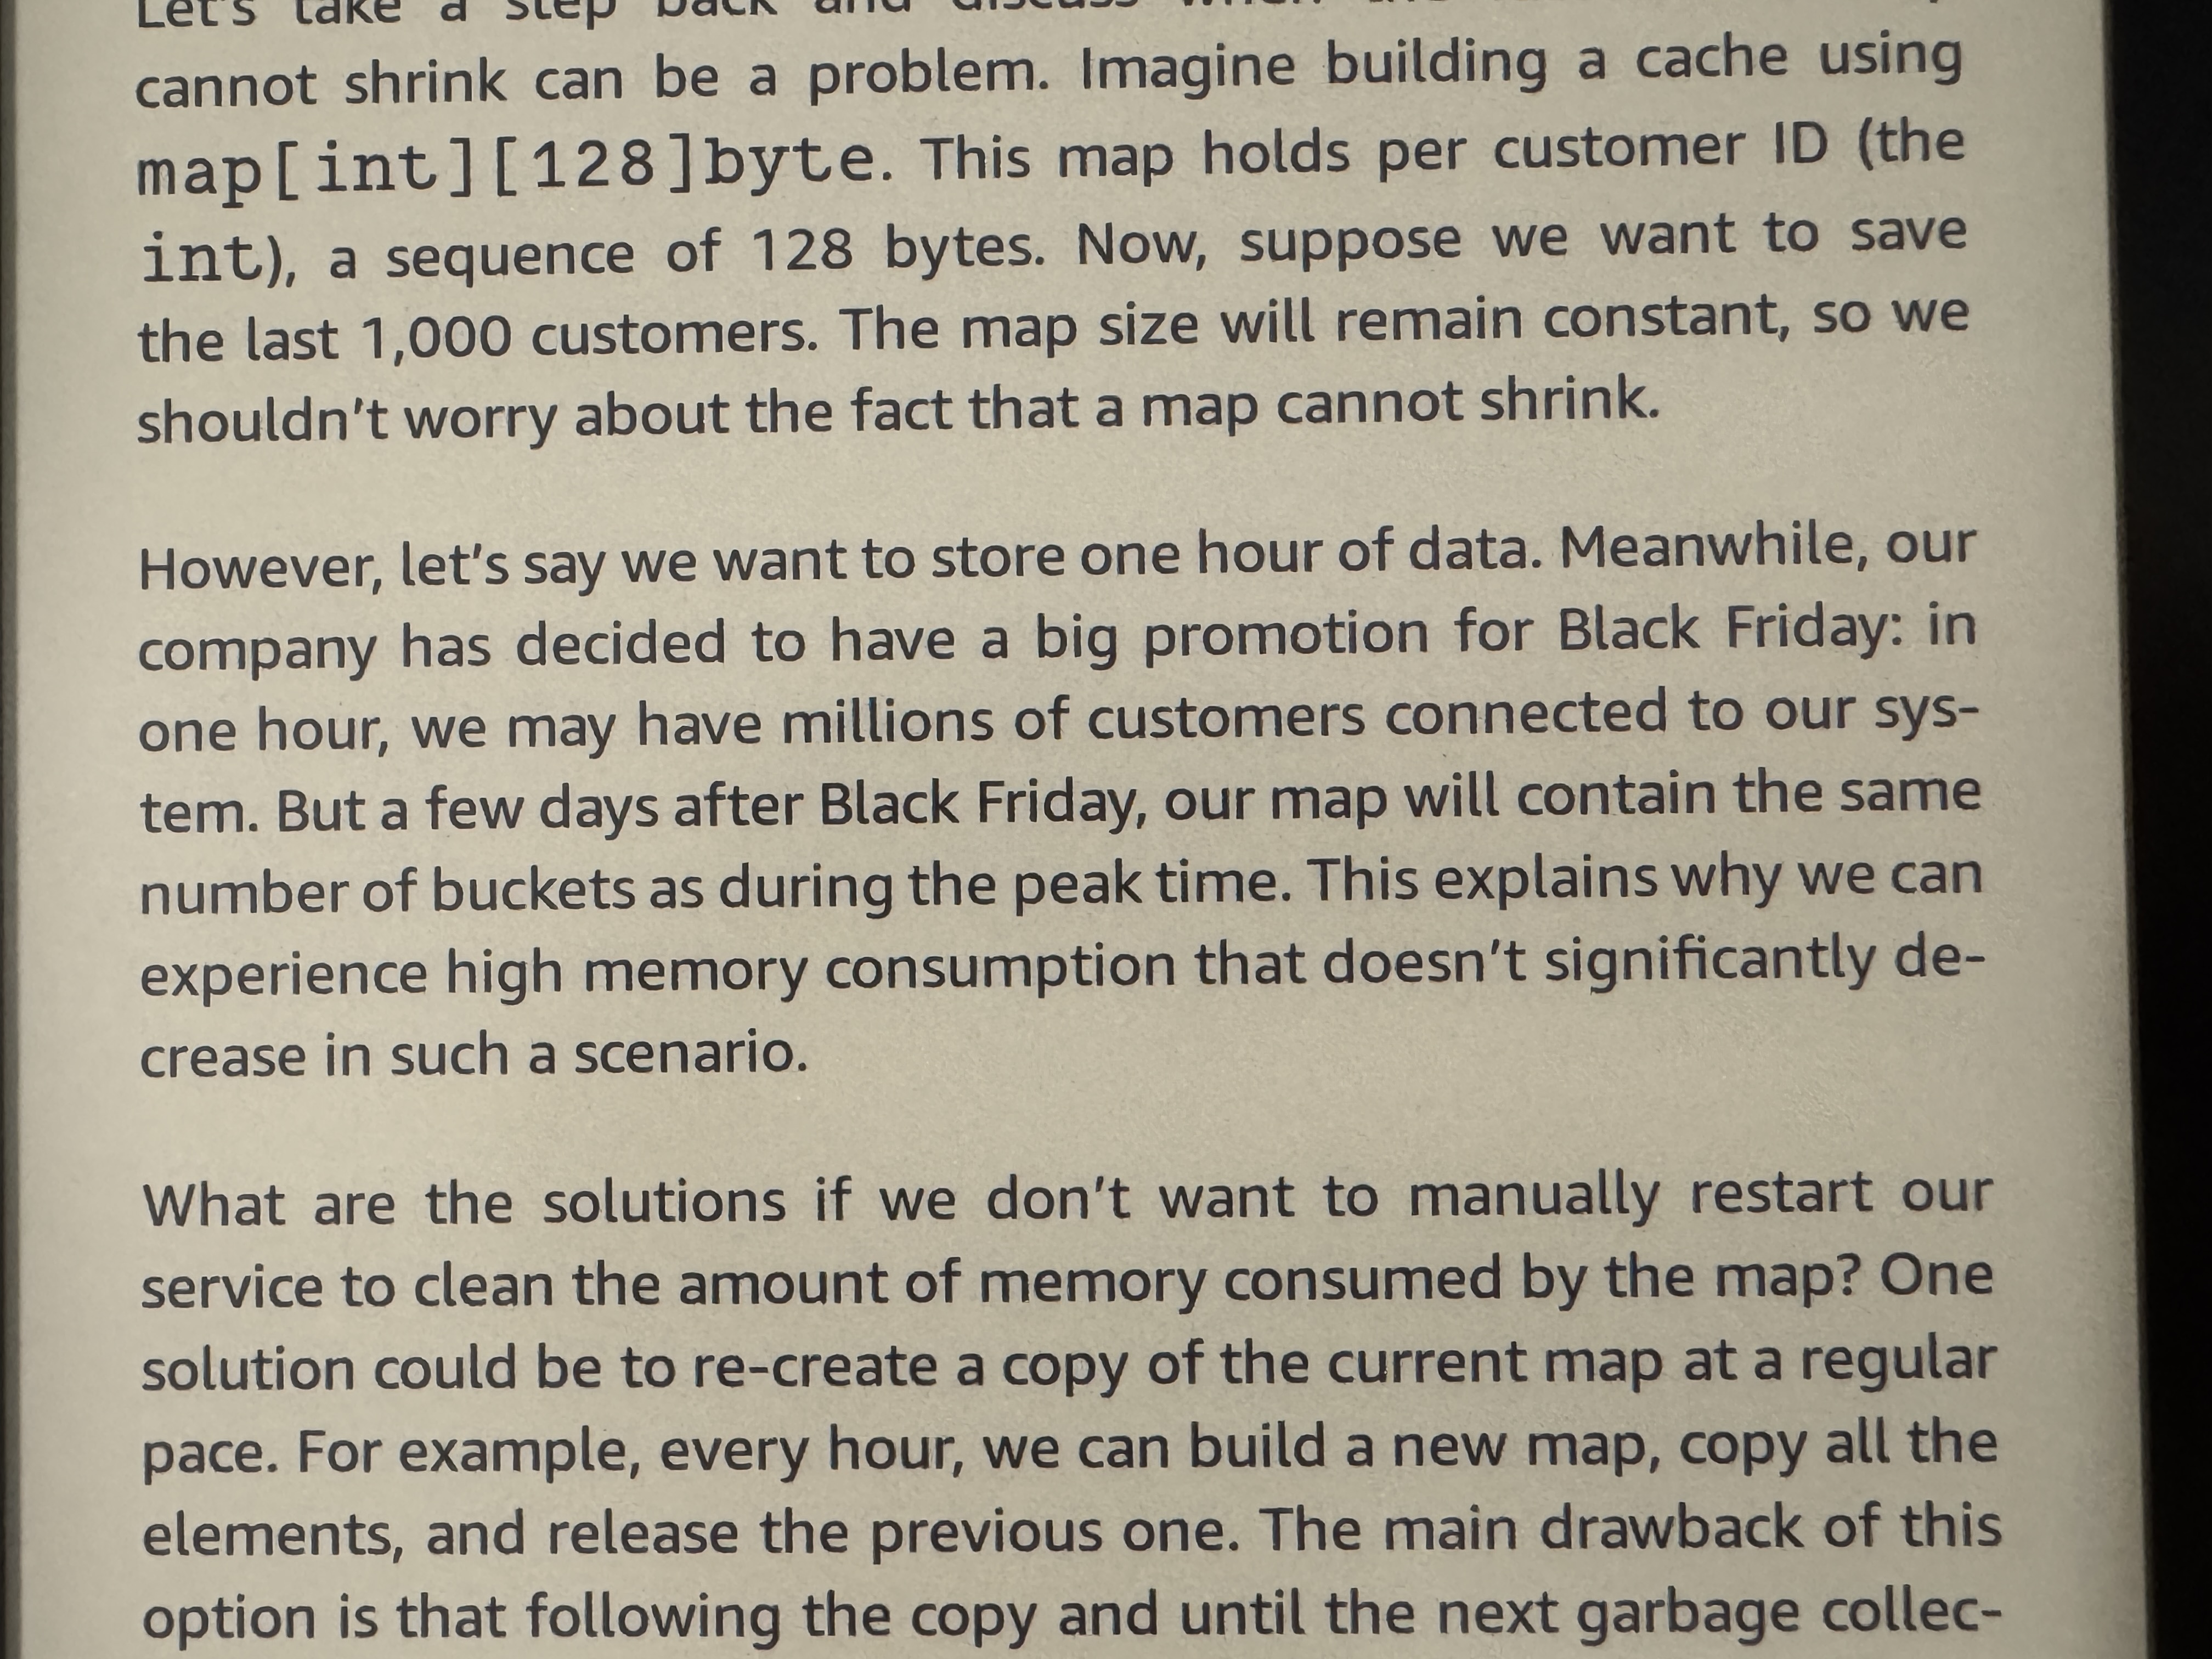 Let's take a step back and discuss
cannot shrink can be a problem. Imagine building a cache using
map[int][128]byte. This map holds per customer ID (the
int), a sequence of 128 bytes. Now, suppose we want to save
the last 1,000 customers. The map size will remain constant, so we
shouldn't worry about the fact that a map cannot shrink.
However, let's say we want to store one hour of data. Meanwhile, our
company has decided to have a big promotion for Black Friday: in
one hour, we may have millions of customers connected to our sys-
tem. But a few days after Black Friday, our map will contain the same
number of buckets as during the peak time. This explains why we can
experience high memory consumption that doesn't significantly de-
crease in such a scenario.
What are the solutions if we don't want to manually restart our
service to clean the amount of memory consumed by the map? One
solution could be to re-create a copy of the current map at a regular
pace. For example, every hour, we can build a new map, copy all the
elements, and release the previous one. The main drawback of this
option is that following the copy and until the next garbage collec-